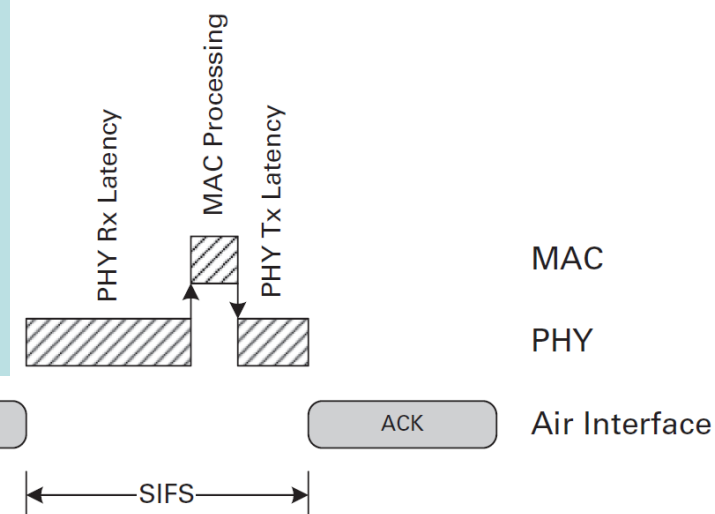 PHY Rx Latency
MAC Processing
PHY Tx Latency
MAC
PHY
ACK
Air Interface
SIFS